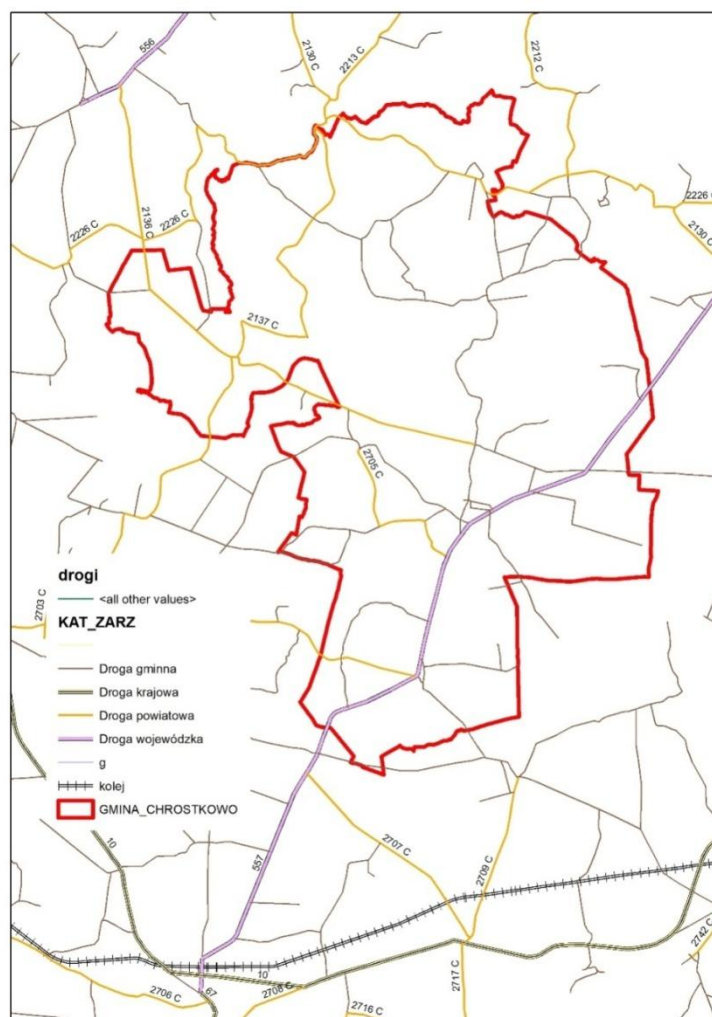 556
2130 C
2213 C
2212 C
2226 C
2136 C
2226 C
2226 C
2130 C
2137 C
2705 C
drogi
<all other values>
KAT_ZARZ
2703 C
Droga gminna
Droga krajowa
Droga powiatowa
Droga wojewódzka
g
kolej
GMINA_CHROSTKOWO
10
557
2707 C
2709 C
10
2706 C
67
2708 C
2716 C
2717 C
2742 C